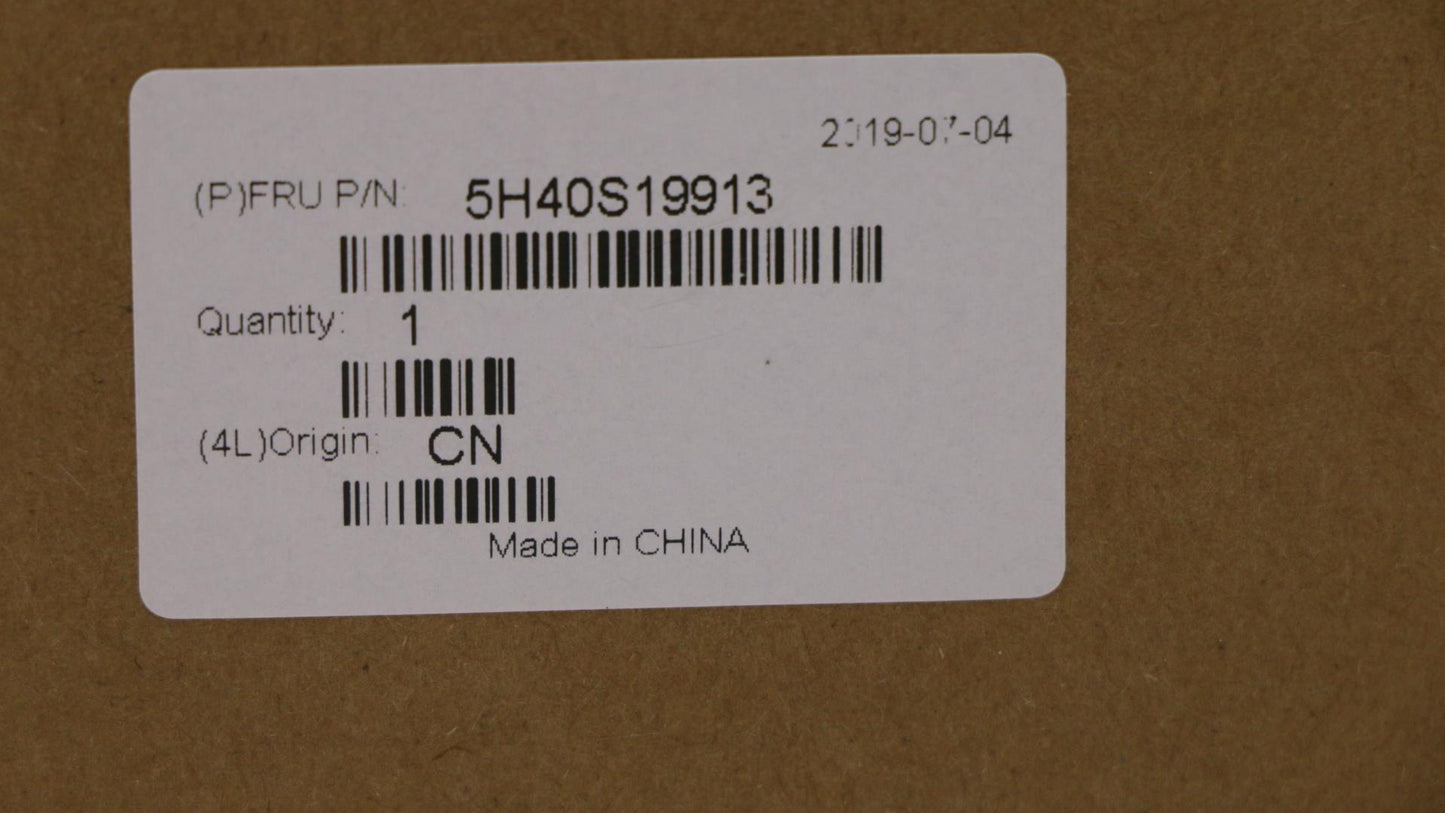 2019-07-04
(P)FRU P/N: 5H40S19913
Quantity: 1
(4L)Origin: CN
Made in CHINA